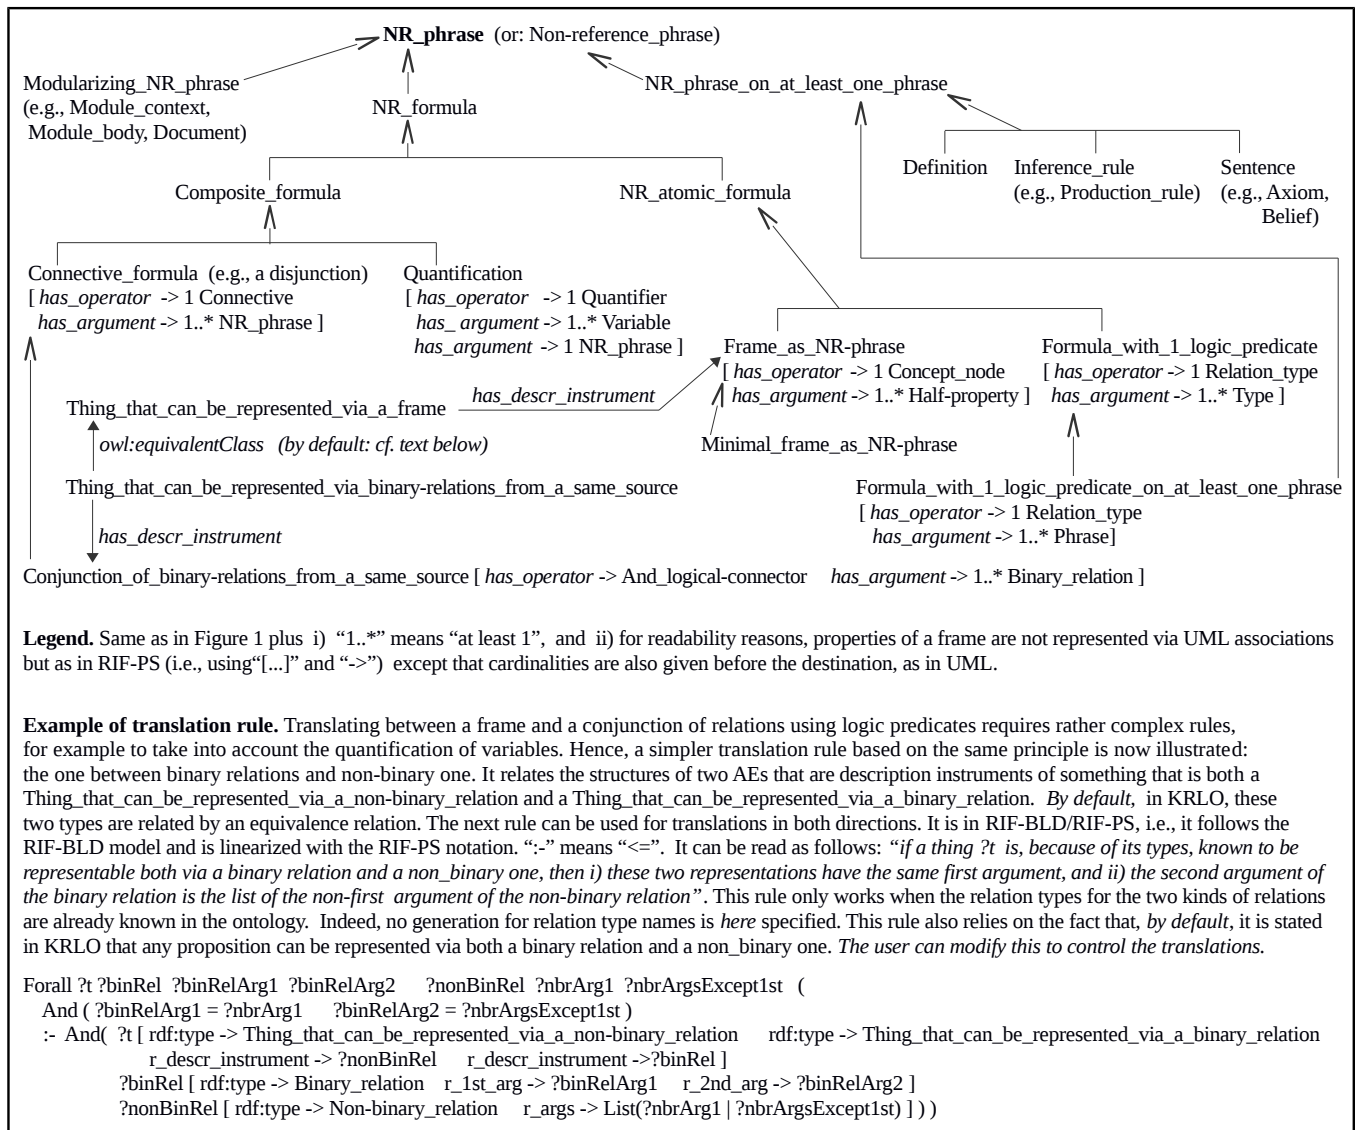 NR_phrase (or: Non-reference_phrase)
Modularizing_NR_phrase
(e.g., Module_context,
Module_body, Document)
NR_formula
NR_phrase_on_at_least_one_phrase
Definition
Inference_rule
(e.g., Production_rule)
Sentence
(e.g., Axiom,
Belief)
Composite_formula
NR_atomic_formula
Connective_formula (e.g., a disjunction)
[ has_operator -> 1 Connective
has_argument -> 1..* NR_phrase ]
Quantification
[ has_operator -> 1 Quantifier
has_ argument -> 1..* Variable
has_argument -> 1 NR_phrase ]
Frame_as_NR-phrase
[ has_operator -> 1 Concept_node
has_argument -> 1..* Half-property ]
Formula_with_1_logic_predicate
[ has_operator -> 1 Relation_type
has_argument -> 1..* Type ]
Thing_that_can_be_represented_via_a_frame
has_descr_instrument
owl:equivalentClass (by default: cf. text below)
Minimal_frame_as_NR-phrase
Thing_that_can_be_represented_via_binary-relations_from_a_same_source
Formula_with_1_logic_predicate_on_at_least_one_phrase
[ has_operator -> 1 Relation_type
has_argument -> 1..* Phrase]
has_descr_instrument
Conjunction_of_binary-relations_from_a_same_source [ has_operator -> And_logical-connector has_argument -> 1..* Binary_relation ]
Legend. Same as in Figure 1 plus i) “1..*” means “at least 1”, and ii) for readability reasons, properties of a frame are not represented via UML associations
but as in RIF-PS (i.e., using“[...]” and “->”) except that cardinalities are also given before the destination, as in UML.
Example of translation rule. Translating between a frame and a conjunction of relations using logic predicates requires rather complex rules,
for example to take into account the quantification of variables. Hence, a simpler translation rule based on the same principle is now illustrated:
the one between binary relations and non-binary one. It relates the structures of two AEs that are description instruments of something that is both a
Thing_that_can_be_represented_via_a_non-binary_relation and a Thing_that_can_be_represented_via_a_binary_relation. By default, in KRLO, these
two types are related by an equivalence relation. The next rule can be used for translations in both directions. It is in RIF-BLD/RIF-PS, i.e., it follows the
RIF-BLD model and is linearized with the RIF-PS notation. “:-” means “<=”. It can be read as follows: “if a thing ?t is, because of its types, known to be
representable both via a binary relation and a non_binary one, then i) these two representations have the same first argument, and ii) the second argument of
the binary relation is the list of the non-first argument of the non-binary relation”. This rule only works when the relation types for the two kinds of relations
are already known in the ontology. Indeed, no generation for relation type names is here specified. This rule also relies on the fact that, by default, it is stated
in KRLO that any proposition can be represented via both a binary relation and a non_binary one. The user can modify this to control the translations.
Forall ?t ?binRel ?binRelArg1 ?binRelArg2 ?nonBinRel ?nbrArg1 ?nbrArgsExcept1st (
And ( ?binRelArg1 = ?nbrArg1 ?binRelArg2 = ?nbrArgsExcept1st )
:- And( ?t [ rdf:type -> Thing_that_can_be_represented_via_a_non-binary_relation rdf:type -> Thing_that_can_be_represented_via_a_binary_relation
r_descr_instrument -> ?nonBinRel r_descr_instrument ->?binRel ]
?binRel [ rdf:type -> Binary_relation r_1st_arg -> ?binRelArg1 r_2nd_arg -> ?binRelArg2 ]
?nonBinRel [ rdf:type -> Non-binary_relation r_args -> List(?nbrArg1 | ?nbrArgsExcept1st) ] ) )